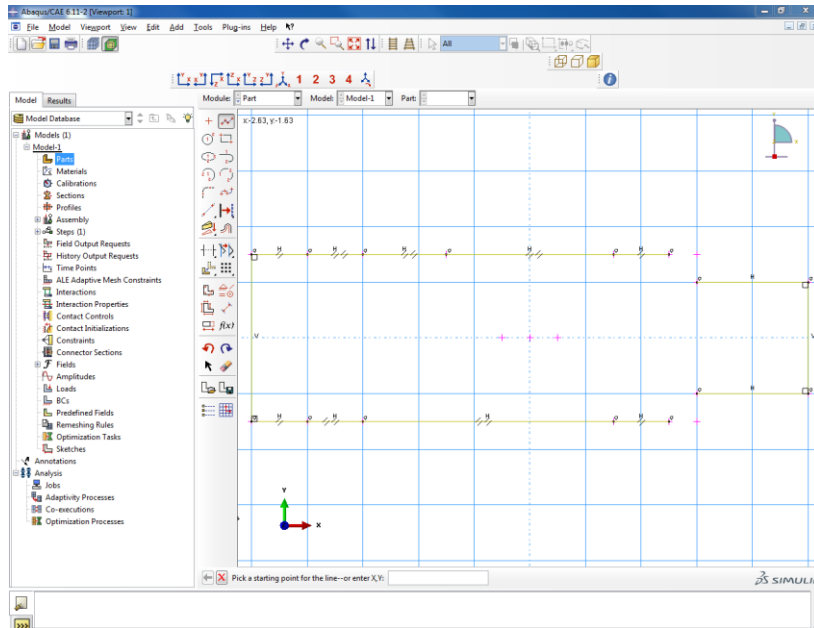 Abaqus/CAE 6.11-2 [Viewport: 1]
File Model Viewport View Edit Add Tools Plug-ins Help
All
1 2 3 4
Model Results Module: Part Model: Model-1 Part:
Model Database
x:-2.63, y:-1.63
Models (1)
Model-1
Parts
Materials
Calibrations
Sections
Profiles
Assembly
Steps (1)
Field Output Requests
History Output Requests
Time Points
ALE Adaptive Mesh Constraints
Interactions
Interaction Properties
Contact Controls
Contact Initializations
Constraints
Connector Sections
Fields
Amplitudes
Loads
BCs
Predefined Fields
Remeshing Rules
Optimization Tasks
Sketches
Annotations
Analysis
Jobs
Adaptivity Processes
Co-executions
Optimization Processes
f(x)
H H H H H
H
V V
H H H H
Y
X
Pick a starting point for the line--or enter X,Y:
SIMULI
>>>